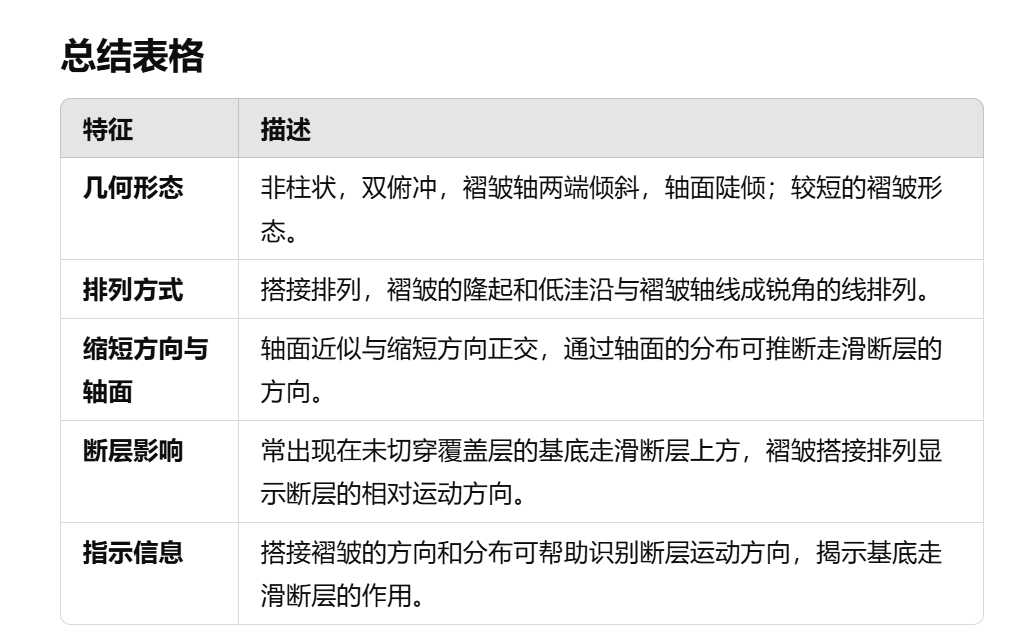 总结表格
特征 描述
几何形态 非柱状，双俯冲，褶皱轴两端倾斜，轴面陡倾；较短的褶皱形
态。
排列方式 搭接排列，褶皱的隆起和低洼沿与褶皱轴线成锐角的线排列。
缩短方向与 轴面近似与缩短方向正交，通过轴面的分布可推断走滑断层的
轴面 方向。
断层影响 常出现在未切穿覆盖层的基底走滑断层上方，褶皱搭接排列显
示断层的相对运动方向。
指示信息 搭接褶皱的方向和分布可帮助识别断层运动方向，揭示基底走
滑断层的作用。